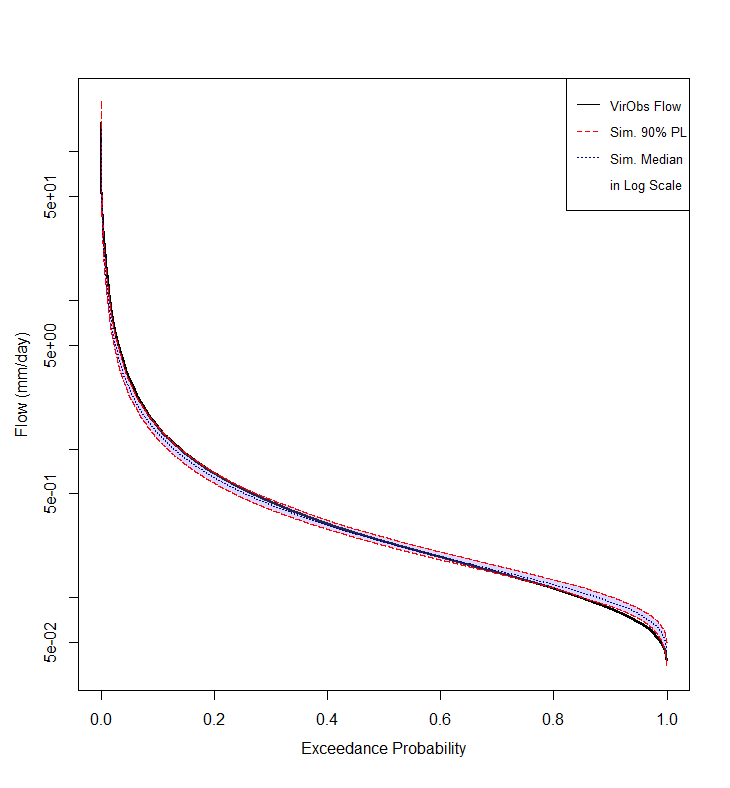 VirObs Flow
Sim. 90% PL
Sim. Median
in Log Scale
5e+01
5e+00
5e-01
5e-02
Flow (mm/day)
0.0 0.2 0.4 0.6 0.8 1.0
Exceedance Probability